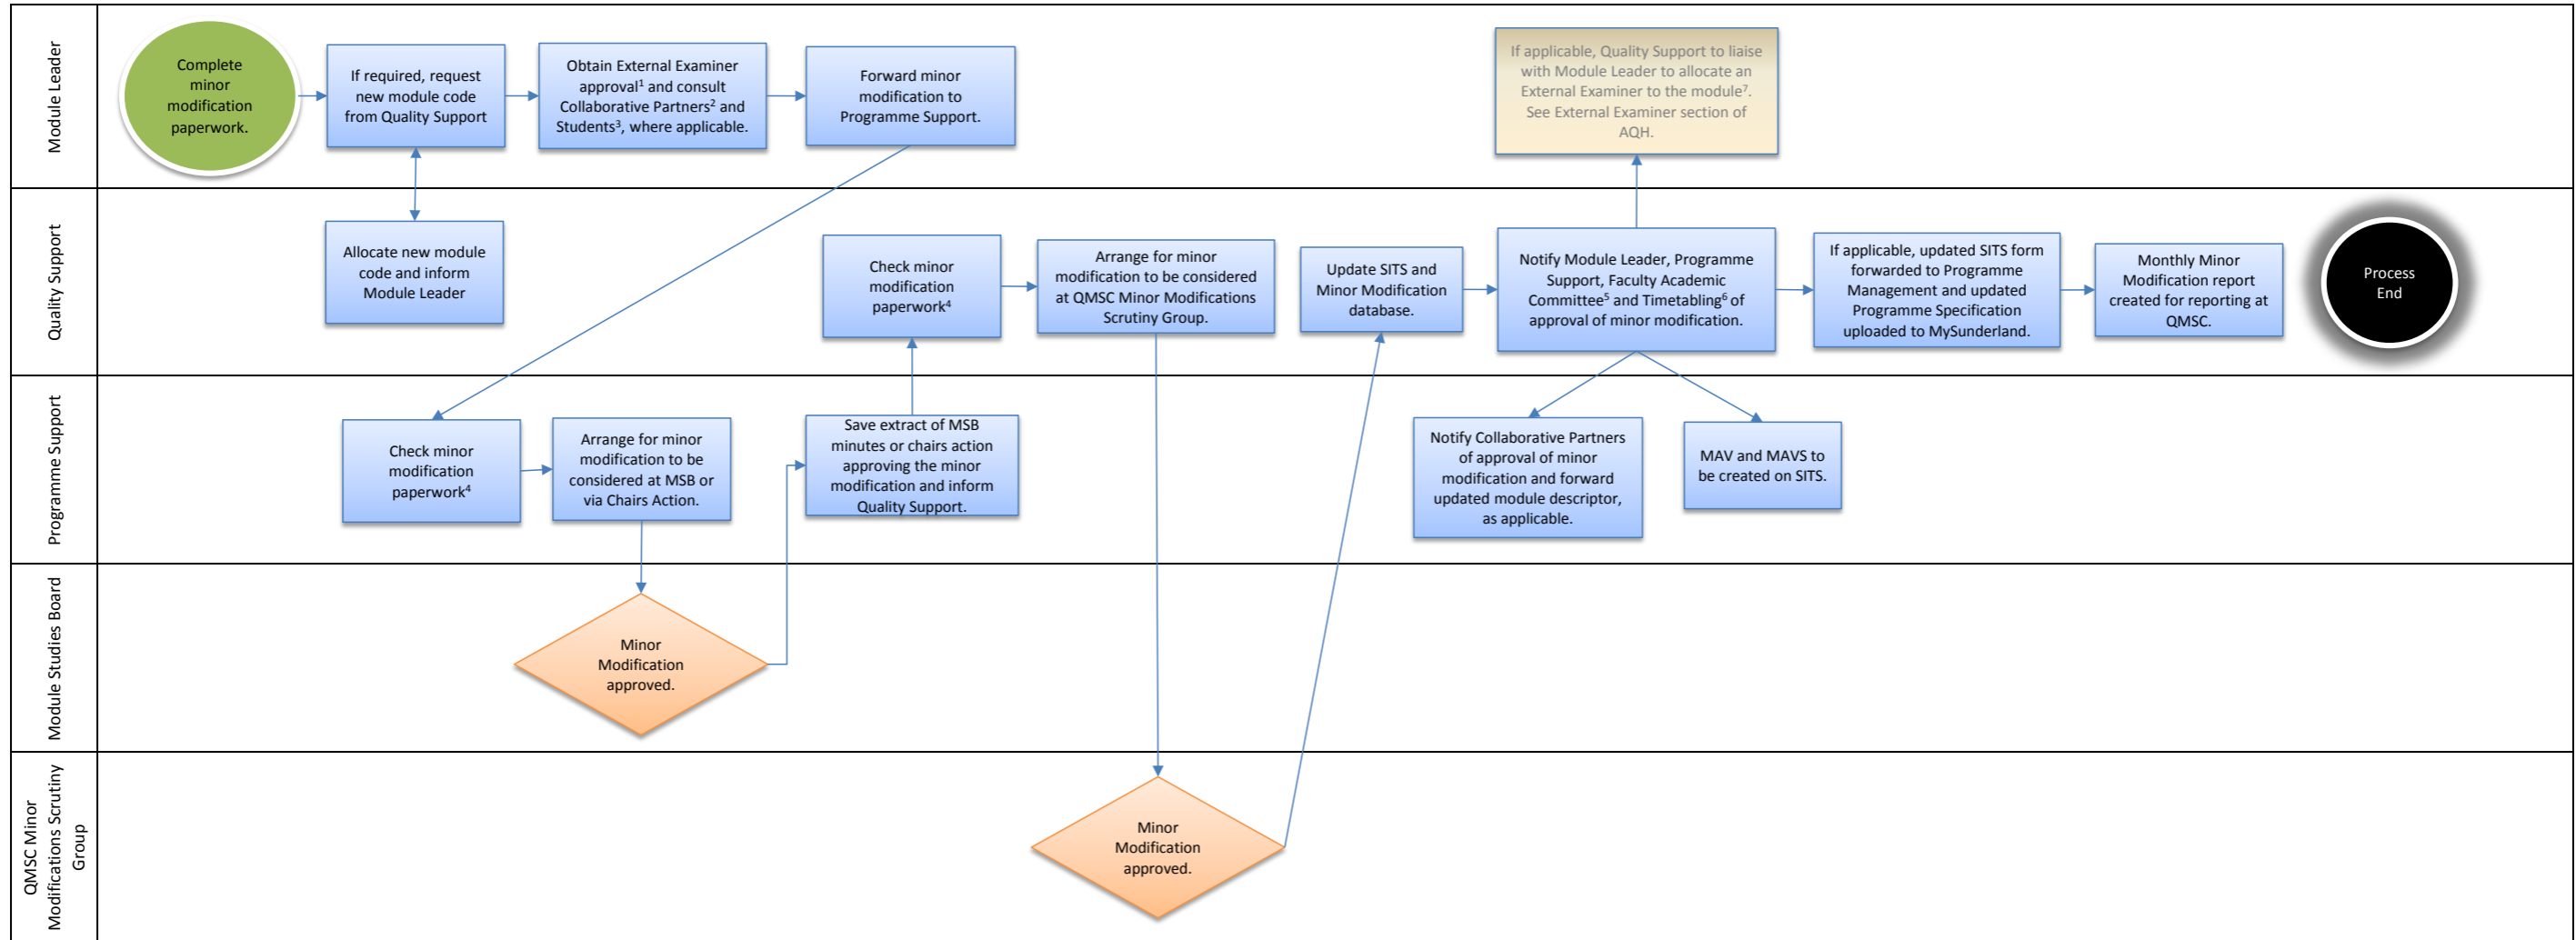 Module Leader
Complete
minor
modification
paperwork.
If required, request
new module code
from Quality Support
Obtain External Examiner
approval¹ and consult
Collaborative Partners² and
Students³, where applicable.
Forward minor
modification to
Programme Support.
If applicable, Quality Support to liaise
with Module Leader to allocate an
External Examiner to the module⁷.
See External Examiner section of
AQH.
Quality Support
Allocate new module
code and inform
Module Leader
Check minor
modification
paperwork⁴
Arrange for minor
modification to be considered
at QMSC Minor Modifications
Scrutiny Group.
Update SITS and
Minor Modification
database.
Notify Module Leader, Programme
Support, Faculty Academic
Committee⁵ and Timetabling⁶ of
approval of minor modification.
If applicable, updated SITS form
forwarded to Programme
Management and updated
Programme Specification
uploaded to MySunderland.
Monthly Minor
Modification report
created for reporting at
QMSC.
Process
End
Programme Support
Check minor
modification
paperwork⁴
Arrange for minor
modification to be
considered at MSB or
via Chairs Action.
Save extract of MSB
minutes or chairs action
approving the minor
modification and inform
Quality Support.
Notify Collaborative Partners
of approval of minor
modification and forward
updated module descriptor,
as applicable.
MAV and MAVS to
be created on SITS.
Module Studies Board
Minor
Modification
approved.
QMSC Minor
Modifications Scrutiny
Group
Minor
Modification
approved.